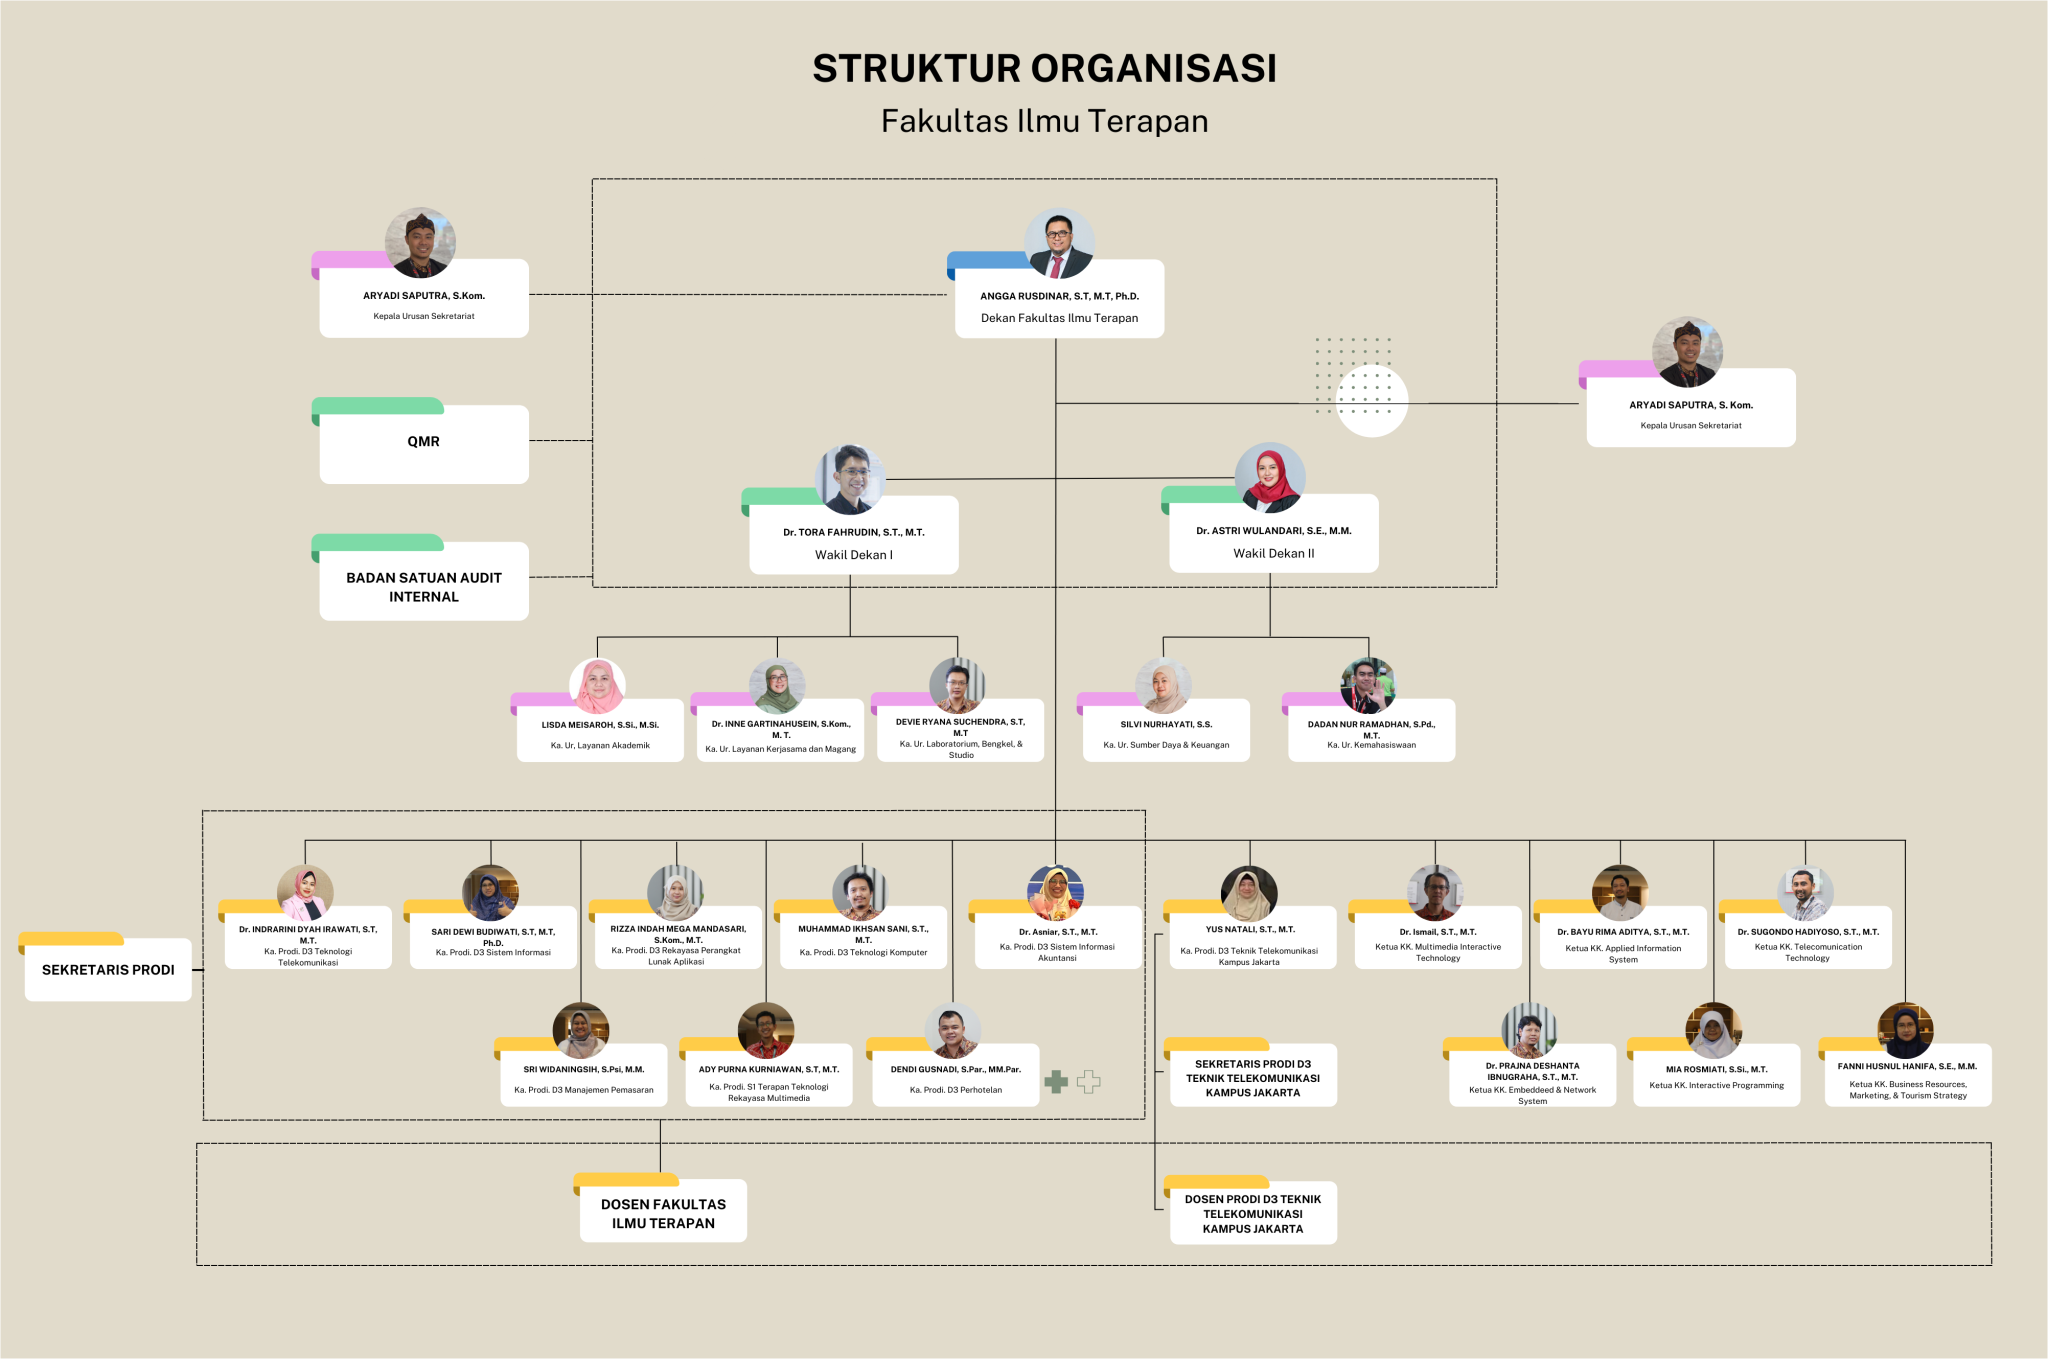 STRUKTUR ORGANISASI
Fakultas Ilmu Terapan
ARYADI SAPUTRA, S.Kom.
Kepala Urusan Sekretariat
ANGGA RUSDINAR, S.T, M.T, Ph.D.
Dekan Fakultas Ilmu Terapan
ARYADI SAPUTRA, S. Kom.
Kepala Urusan Sekretariat
QMR
Dr. TORA FAHRUDIN, S.T., M.T.
Wakil Dekan I
Dr. ASTRI WULANDARI, S.E., M.M.
Wakil Dekan II
BADAN SATUAN AUDIT
INTERNAL
LISDA MEISAROH, S.Si., M.Si.
Ka. Ur, Layanan Akademik
Dr. INNE GARTINAHUSEIN, S.Kom.,
M. T.
Ka. Ur. Layanan Kerjasama dan Magang
DEVIE RYANA SUCHENDRA, S.T,
M.T
Ka. Ur. Laboratorium, Bengkel, &
Studio
SILVI NURHAYATI, S.S.
Ka. Ur. Sumber Daya & Keuangan
DADAN NUR RAMADHAN, S.Pd.,
M.T.
Ka. Ur. Kemahasiswaan
SEKRETARIS PRODI
Dr. INDRARINI DYAH IRAWATI, S.T,
M.T.
Ka. Prodi. D3 Teknologi
Telekomunikasi
SARI DEWI BUDIWATI, S.T, M.T,
Ph.D.
Ka. Prodi. D3 Sistem Informasi
RIZZA INDAH MEGA MANDASARI,
S.Kom., M.T.
Ka. Prodi. D3 Rekayasa Perangkat
Lunak Aplikasi
MUHAMMAD IKHSAN SANI, S.T.,
M.T.
Ka. Prodi. D3 Teknologi Komputer
Dr. Asniar, S.T., M.T.
Ka. Prodi. D3 Sistem Informasi
Akuntansi
YUS NATALI, S.T., M.T.
Ka. Prodi. D3 Teknik Telekomunikasi
Kampus Jakarta
Dr. Ismail, S.T., M.T.
Ketua KK. Multimedia Interactive
Technology
Dr. BAYU RIMA ADITYA, S.T., M.T.
Ketua KK. Applied Information
System
Dr. SUGONDO HADIYOSO, S.T., M.T.
Ketua KK. Telecomunication
Technology
SRI WIDANINGSIH, S.Psi, M.M.
Ka. Prodi. D3 Manajemen Pemasaran
ADY PURNA KURNIAWAN, S.T, M.T.
Ka. Prodi. S1 Terapan Teknologi
Rekayasa Multimedia
DENDI GUSNADI, S.Par., MM.Par.
Ka. Prodi. D3 Perhotelan
SEKRETARIS PRODI D3
TEKNIK TELEKOMUNIKASI
KAMPUS JAKARTA
Dr. PRAJNA DESHANTA
IBNUGRAHA, S.T., M.T.
Ketua KK. Embeddeed & Network
System
MIA ROSMIATI, S.Si., M.T.
Ketua KK. Interactive Programming
FANNI HUSNUL HANIFA, S.E., M.M.
Ketua KK. Business Resources,
Marketing, & Tourism Strategy
DOSEN FAKULTAS
ILMU TERAPAN
DOSEN PRODI D3 TEKNIK
TELEKOMUNIKASI
KAMPUS JAKARTA